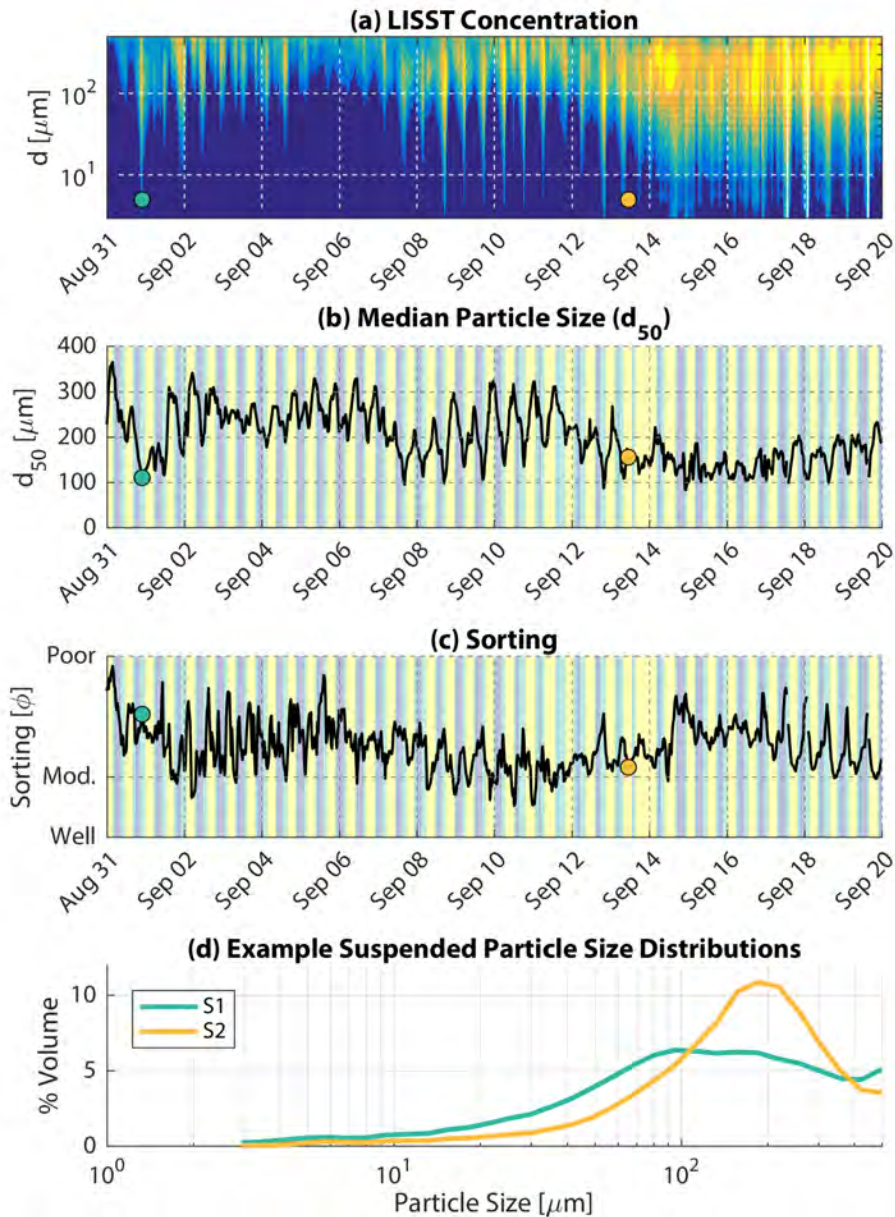 (a) LISST Concentration
d [μm]
10²
10¹
Aug 31 Sep 02 Sep 04 Sep 06 Sep 08 Sep 10 Sep 12 Sep 14 Sep 16 Sep 18 Sep 20
(b) Median Particle Size (d₅₀)
d₅₀ [μm]
400
300
200
100
0
Aug 31 Sep 02 Sep 04 Sep 06 Sep 08 Sep 10 Sep 12 Sep 14 Sep 16 Sep 18 Sep 20
(c) Sorting
Sorting [ϕ]
Poor
Mod.
Well
Aug 31 Sep 02 Sep 04 Sep 06 Sep 08 Sep 10 Sep 12 Sep 14 Sep 16 Sep 18 Sep 20
(d) Example Suspended Particle Size Distributions
% Volume
10
5
0
S1
S2
10⁰ 10¹ 10²
Particle Size [μm]